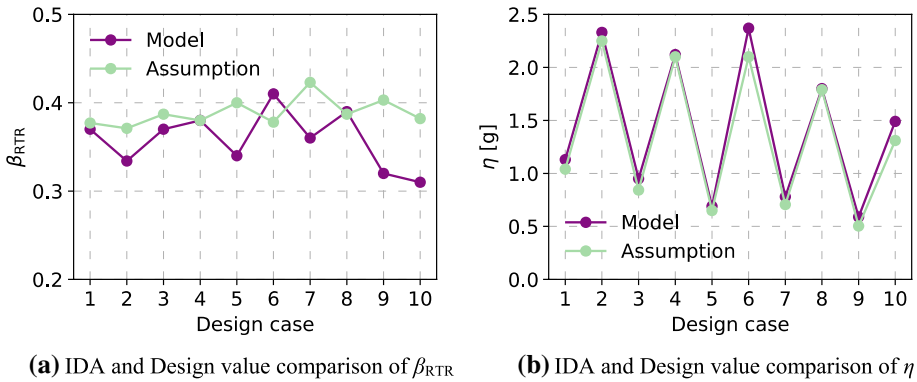 0.5
0.4
0.3
0.2
β_RTR
Model
Assumption
1 2 3 4 5 6 7 8 9 10
Design case
(a) IDA and Design value comparison of β_RTR
2.5
2.0
1.5
1.0
0.5
0.0
η [g]
Model
Assumption
1 2 3 4 5 6 7 8 9 10
Design case
(b) IDA and Design value comparison of η